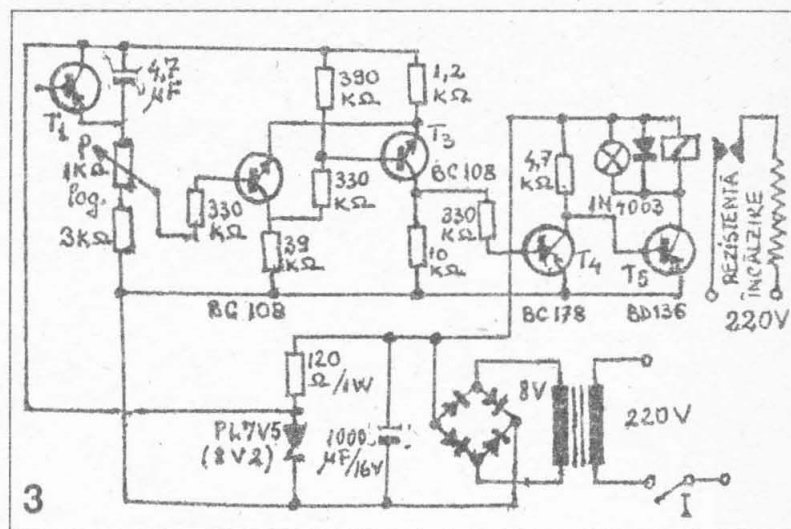 4,7
μF
T1
P
1KΩ
log.
3KΩ
330
KΩ
39
KΩ
390
KΩ
330
KΩ
1,2
KΩ
T3
BC108
10
KΩ
330
KΩ
4,7
KΩ
1N4003
T4
T5
BC108
BC178
BD136
REZISTENTĂ
ÎNCĂLZIRE
220V
120
Ω/1W
PL7V5
(8V2)
1000
μF/16V
8V
220V
I
3